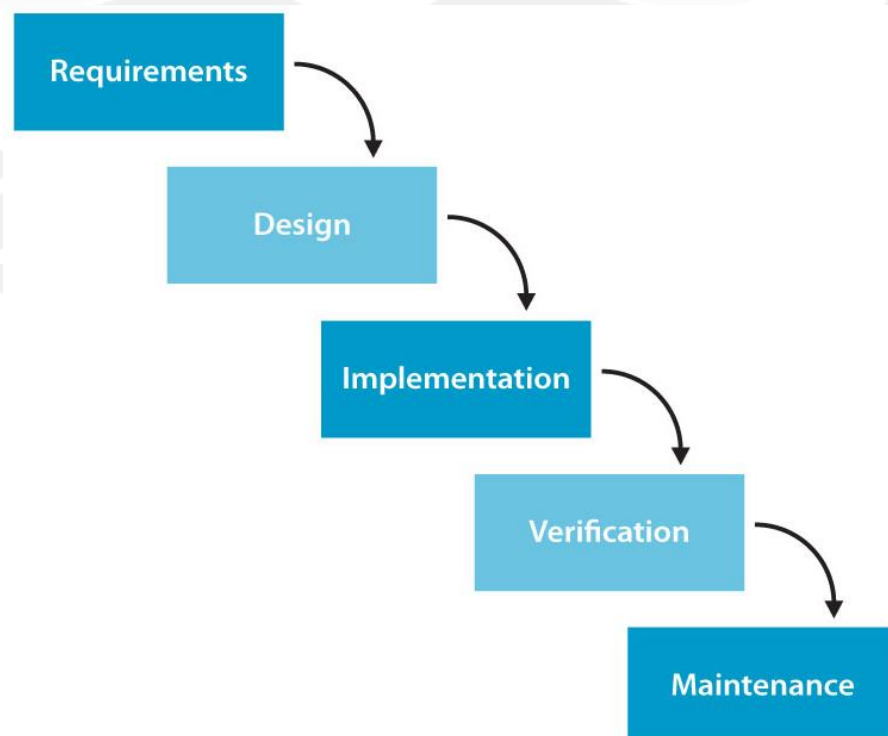 Requirements
Design
Implementation
Verification
Maintenance